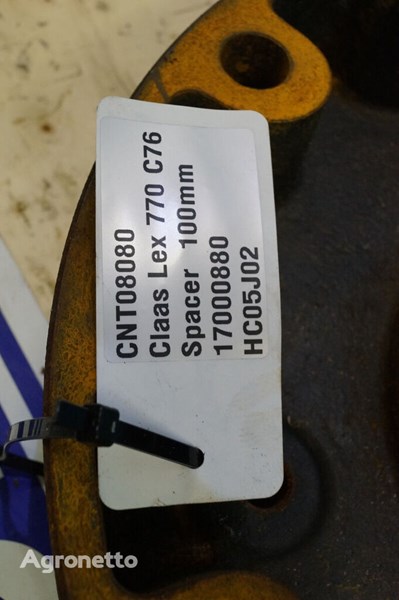 CNT08080
Claas Lex 770 C76
Spacer 100mm
17000880
HC05J02
Agronetto